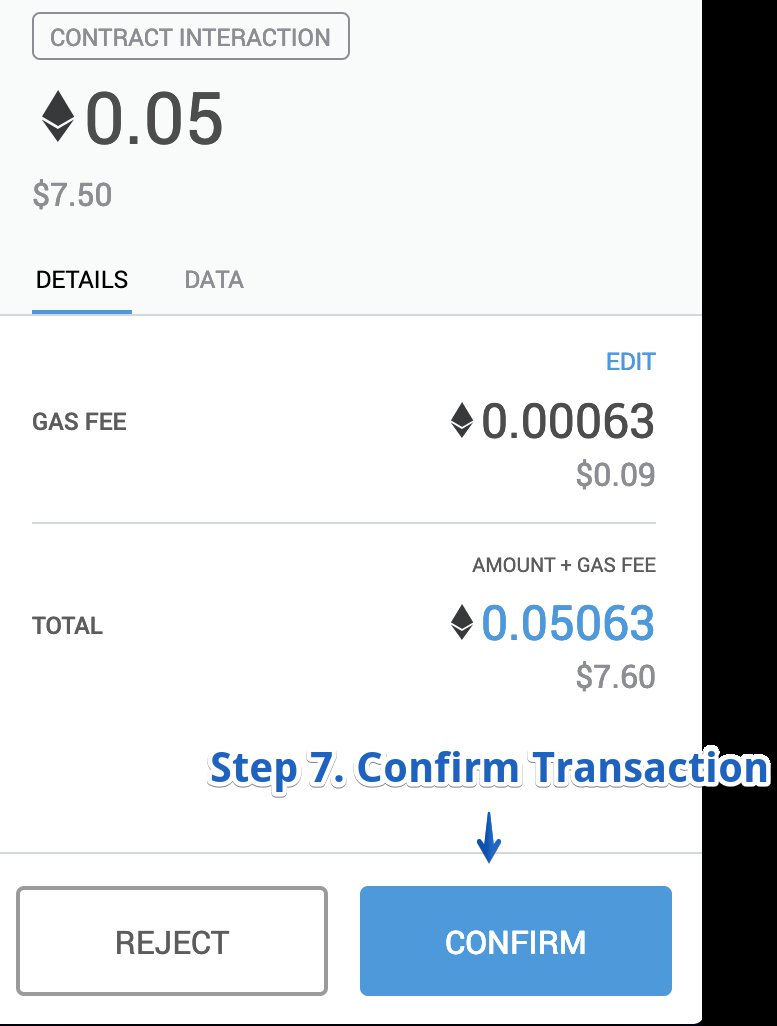 CONTRACT INTERACTION
0.05
$7.50
DETAILS DATA
EDIT
GAS FEE 0.00063
$0.09
AMOUNT + GAS FEE
TOTAL 0.05063
$7.60
Step 7. Confirm Transaction
REJECT CONFIRM